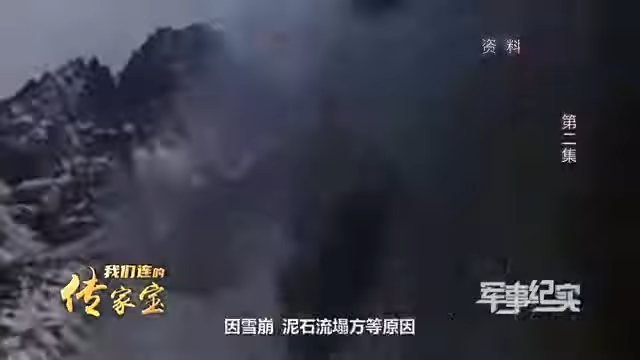 资料
第二集
我们连的
传家宝
军事纪实
因雪崩 泥石流塌方等原因